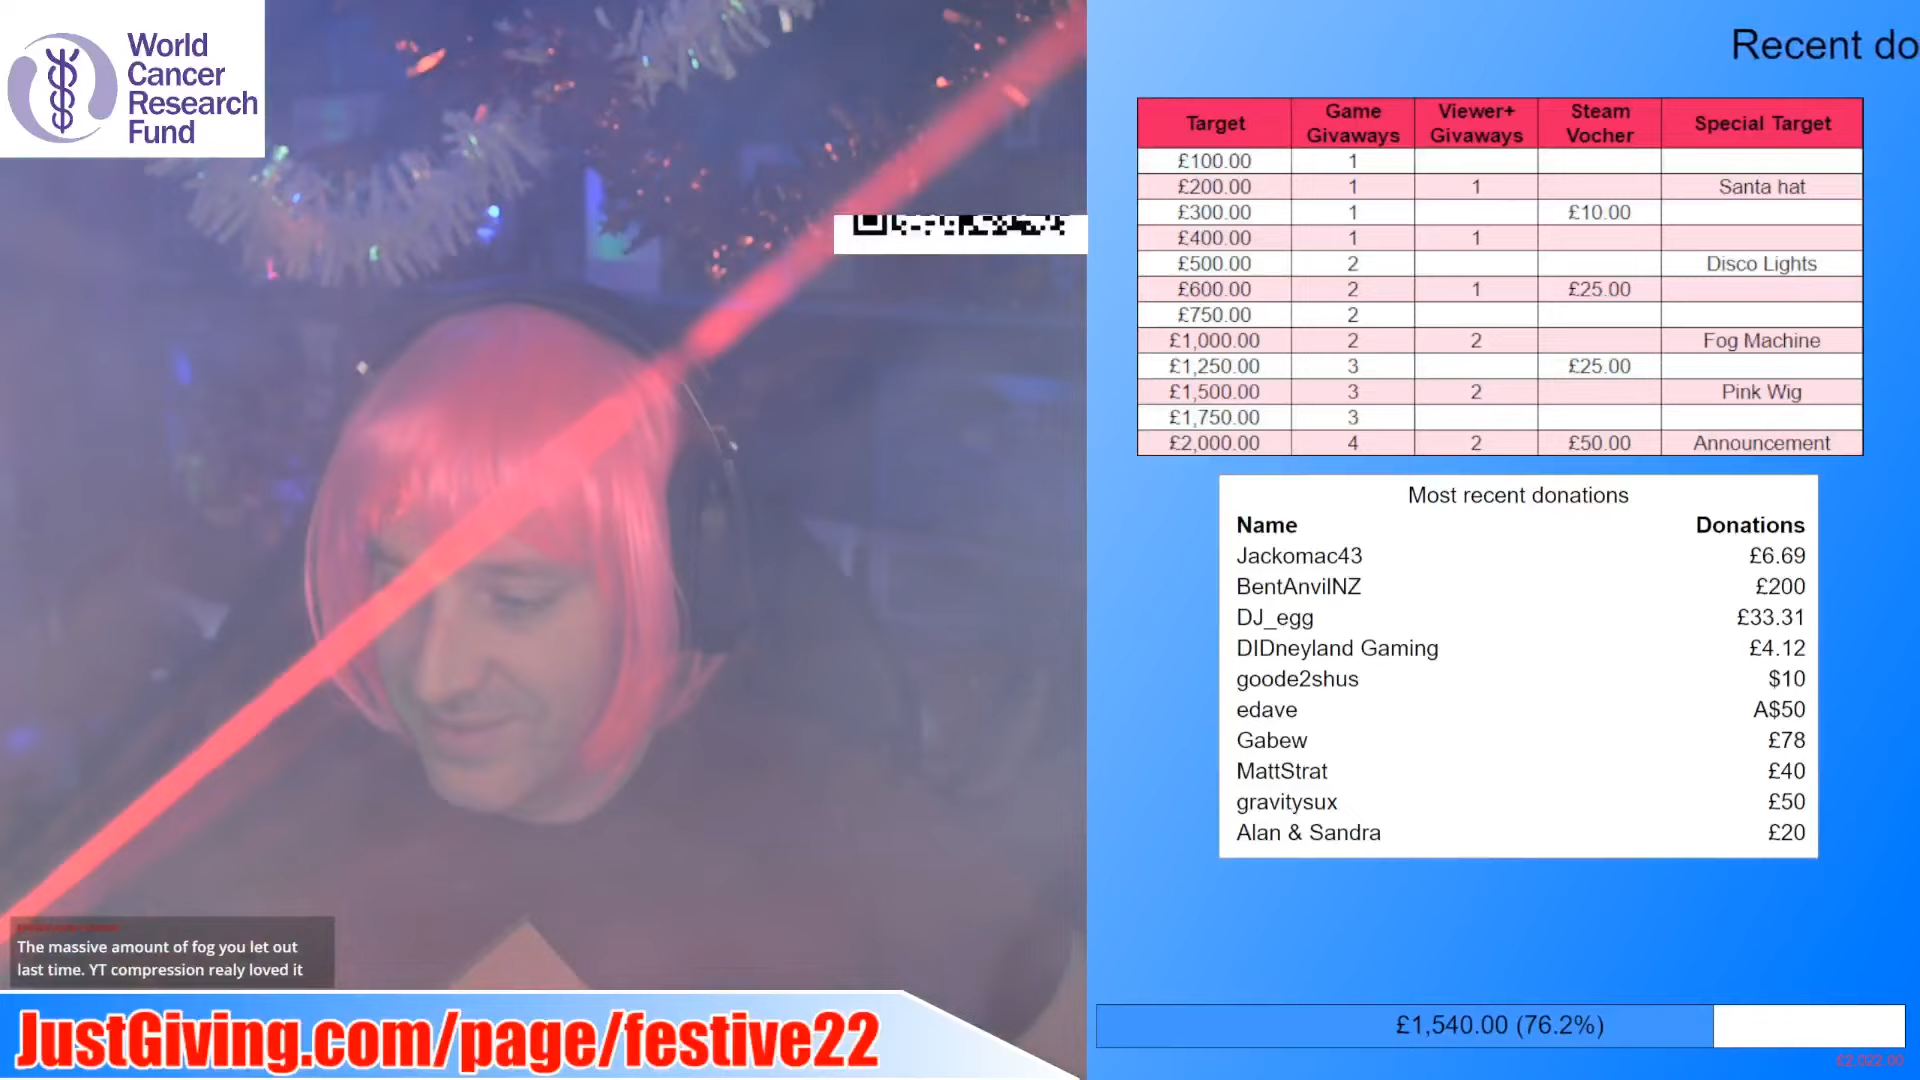 World
Cancer
Research
Fund
Recent do
Target Game Givaways Viewer+ Givaways Steam Vocher Special Target
£100.00 1
£200.00 1 1 Santa hat
£300.00 1 £10.00
£400.00 1 1
£500.00 2 Disco Lights
£600.00 2 1 £25.00
£750.00 2
£1,000.00 2 2 Fog Machine
£1,250.00 3 £25.00
£1,500.00 3 2 Pink Wig
£1,750.00 3
£2,000.00 4 2 £50.00 Announcement
Most recent donations
Name Donations
Jackomac43 £6.69
BentAnvilNZ £200
DJ_egg £33.31
DIDneyland Gaming £4.12
goode2shus $10
edave A$50
Gabew £78
MattStrat £40
gravitysux £50
Alan & Sandra £20
The massive amount of fog you let out
last time. YT compression realy loved it
JustGiving.com/page/festive22
£1,540.00 (76.2%)
£2,022.00